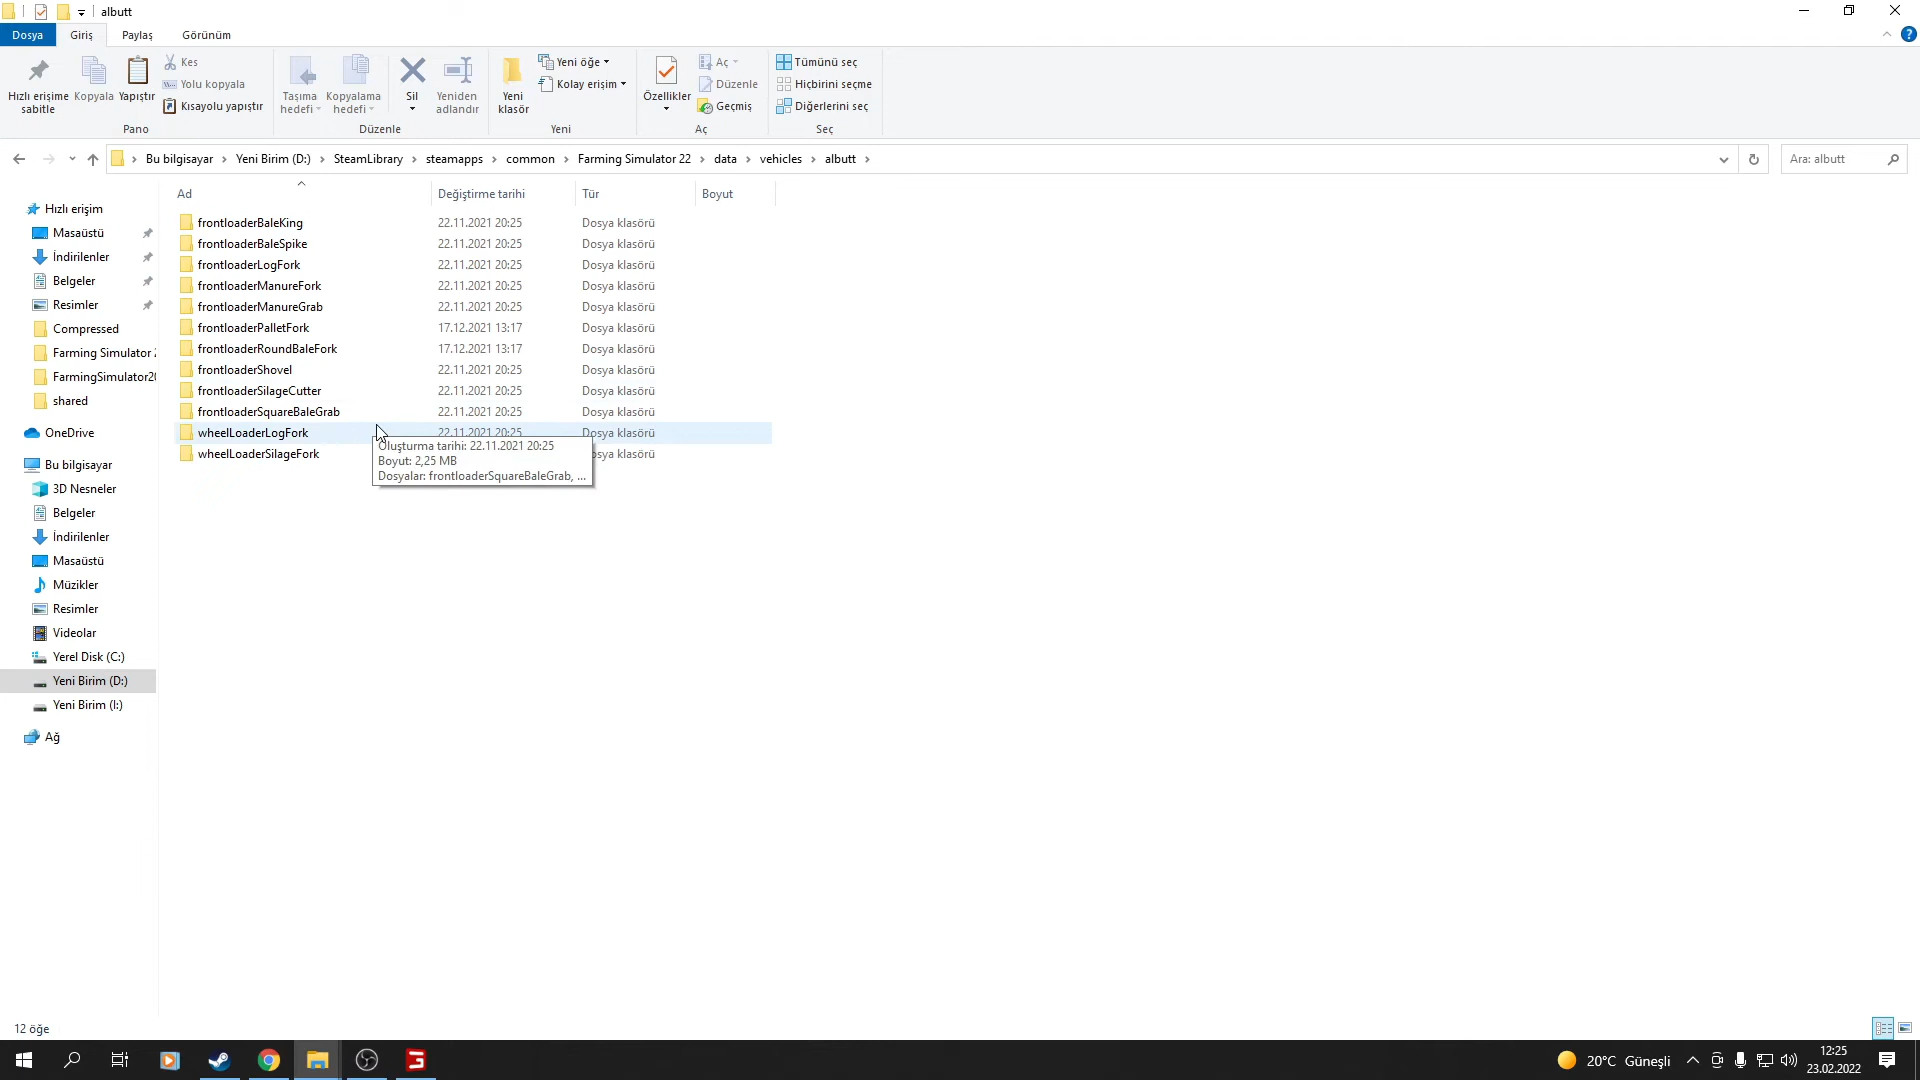 albutt
Dosya Giriş Paylaş Görünüm
Hızlı erişime sabitle
Kopyala
Yapıştır
Kes
Yolu kopyala
Kısayolu yapıştır
Pano
Taşıma hedefi
Kopyalama hedefi
Sil
Yeniden adlandır
Düzenle
Yeni klasör
Yeni öğe
Kolay erişim
Yeni
Özellikler
Aç
Düzenle
Geçmiş
Aç
Tümünü seç
Hiçbirini seçme
Diğerlerini seç
Seç
Bu bilgisayar › Yeni Birim (D:) › SteamLibrary › steamapps › common › Farming Simulator 22 › data › vehicles › albutt ›
Ara: albutt
Hızlı erişim
Masaüstü
İndirilenler
Belgeler
Resimler
Compressed
Farming Simulator
FarmingSimulator20
shared
OneDrive
Bu bilgisayar
3D Nesneler
Belgeler
İndirilenler
Masaüstü
Müzikler
Resimler
Videolar
Yerel Disk (C:)
Yeni Birim (D:)
Yeni Birim (I:)
Ağ
Ad Değiştirme tarihi Tür Boyut
frontloaderBaleKing 22.11.2021 20:25 Dosya klasörü
frontloaderBaleSpike 22.11.2021 20:25 Dosya klasörü
frontloaderLogFork 22.11.2021 20:25 Dosya klasörü
frontloaderManureFork 22.11.2021 20:25 Dosya klasörü
frontloaderManureGrab 22.11.2021 20:25 Dosya klasörü
frontloaderPalletFork 17.12.2021 13:17 Dosya klasörü
frontloaderRoundBaleFork 17.12.2021 13:17 Dosya klasörü
frontloaderShovel 22.11.2021 20:25 Dosya klasörü
frontloaderSilageCutter 22.11.2021 20:25 Dosya klasörü
frontloaderSquareBaleGrab 22.11.2021 20:25 Dosya klasörü
wheelLoaderLogFork 22.11.2021 20:25 Dosya klasörü
wheelLoaderSilageFork osya klasörü
Oluşturma tarihi: 22.11.2021 20:25
Boyut: 2,25 MB
Dosyalar: frontloaderSquareBaleGrab, ...
12 öğe
20°C Güneşli
12:25
23.02.2022